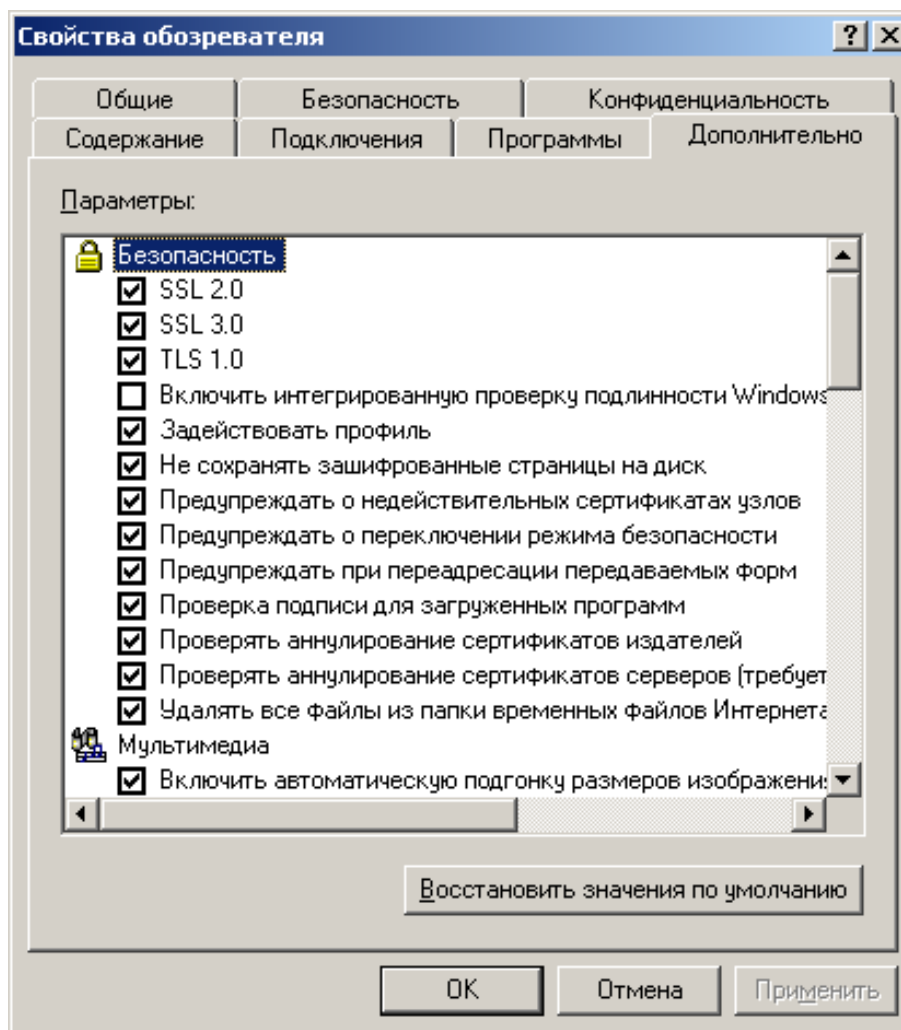 Свойства обозревателя
Общие Безопасность Конфиденциальность
Содержание Подключения Программы Дополнительно
Параметры:
Безопасность
SSL 2.0
SSL 3.0
TLS 1.0
Включить интегрированную проверку подлинности Windows
Задействовать профиль
Не сохранять зашифрованные страницы на диск
Предупреждать о недействительных сертификатах узлов
Предупреждать о переключении режима безопасности
Предупреждать при переадресации передаваемых форм
Проверка подписи для загруженных программ
Проверять аннулирование сертификатов издателей
Проверять аннулирование сертификатов серверов (требует
Удалять все файлы из папки временных файлов Интернета
Мультимедиа
Включить автоматическую подгонку размеров изображени
Восстановить значения по умолчанию
OK Отмена Применить